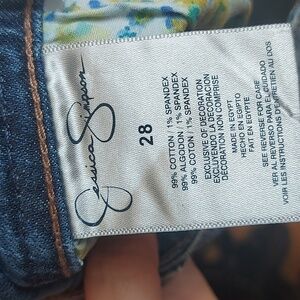 Jessica Simpson
28
99% COTTON / 1% SPANDEX
99% ALGODON / 1% SPANDEX
99% COTON / 1% SPANDEX
EXCLUSIVE OF DECORATION
EXCLUYENDO LA DECORACION
DÉCORATION NON COMPRISE
MADE IN EGYPT
HECHO EN EGIPTO
FAIT EN EGYPTE
SEE REVERSE FOR CARE
VER AL REVERSO PARA EL CUIDADO
VOIR LES INSTRUCTIONS D'ENTRETIEN AU DOS